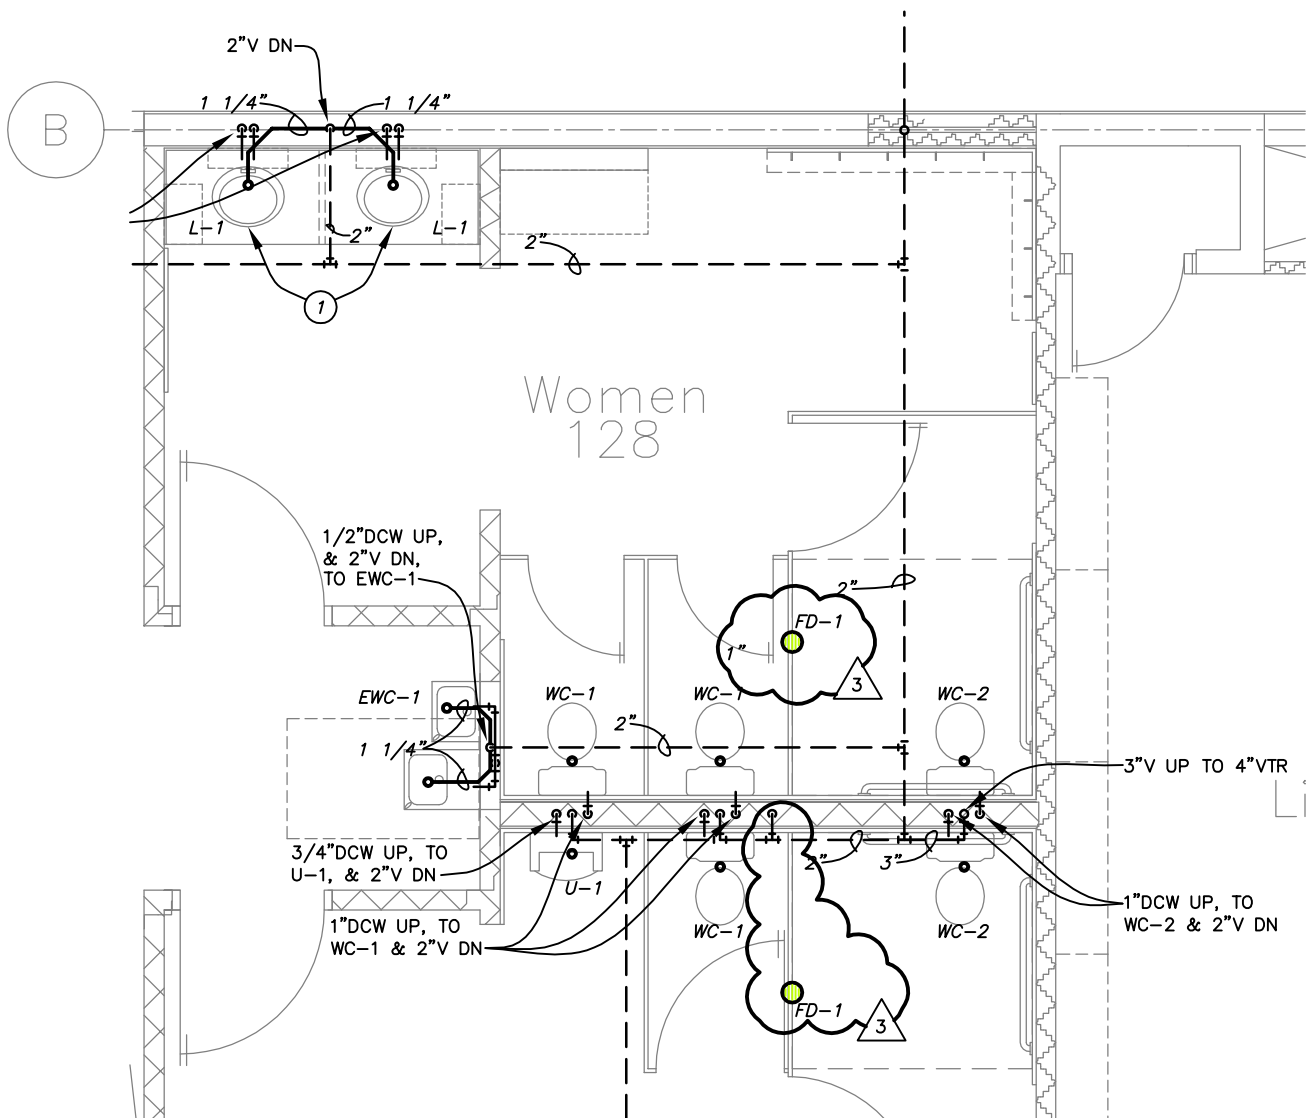 2"V DN
1 1/4"
1 1/4"
B
L-1
2"
L-1
2"
1
Women
128
1/2"DCW UP,
& 2"V DN,
TO EWC-1
2"
FD-1
1"
3
EWC-1
WC-1
WC-1
WC-2
2"
1 1/4"
3"V UP TO 4"VTR
3/4"DCW UP, TO
U-1, & 2"V DN
2"
3"
U-1
1"DCW UP, TO
WC-2 & 2"V DN
1"DCW UP, TO
WC-1 & 2"V DN
WC-1
WC-2
FD-1
3